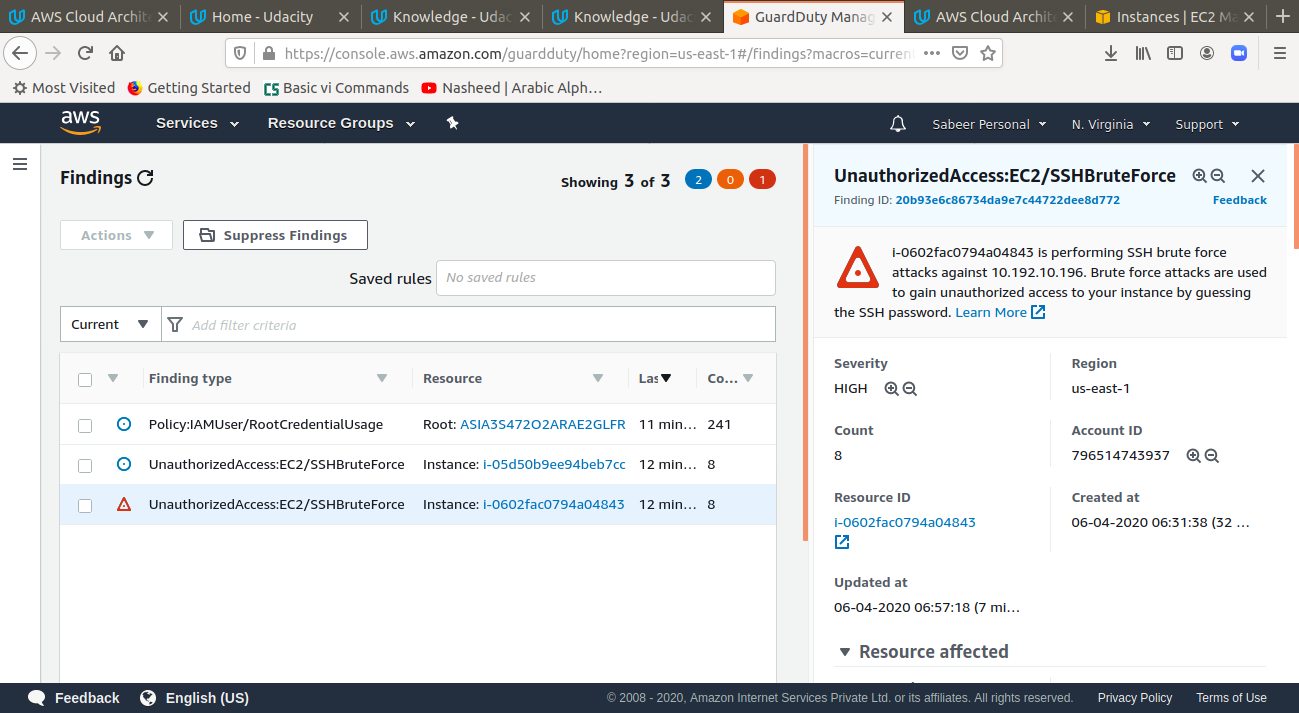 AWS Cloud Archite
Home - Udacity
Knowledge - Udac
Knowledge - Udac
GuardDuty Manag
AWS Cloud Archite
Instances | EC2 Ma
https://console.aws.amazon.com/guardduty/home?region=us-east-1#/findings?macros=current
Most Visited
Getting Started
CS Basic vi Commands
Nasheed | Arabic Alph…
aws
Services
Resource Groups
Sabeer Personal
N. Virginia
Support
Findings
Showing 3 of 3
2
0
1
Actions
Suppress Findings
Saved rules
No saved rules
Current
Add filter criteria
Finding type
Resource
Las
Co…
Policy:IAMUser/RootCredentialUsage Root: ASIA3S472O2ARAE2GLFR 11 min… 241
UnauthorizedAccess:EC2/SSHBruteForce Instance: i-05d50b9ee94beb7cc 12 min… 8
UnauthorizedAccess:EC2/SSHBruteForce Instance: i-0602fac0794a04843 12 min… 8
UnauthorizedAccess:EC2/SSHBruteForce
Finding ID: 20b93e6c86734da9e7c44722dee8d772
Feedback
i-0602fac0794a04843 is performing SSH brute force
attacks against 10.192.10.196. Brute force attacks are used
to gain unauthorized access to your instance by guessing
the SSH password. Learn More
Severity
HIGH
Region
us-east-1
Count
8
Account ID
796514743937
Resource ID
i-0602fac0794a04843
Created at
06-04-2020 06:31:38 (32 …
Updated at
06-04-2020 06:57:18 (7 mi…
Resource affected
Feedback
English (US)
© 2008 - 2020, Amazon Internet Services Private Ltd. or its affiliates. All rights reserved.
Privacy Policy
Terms of Use